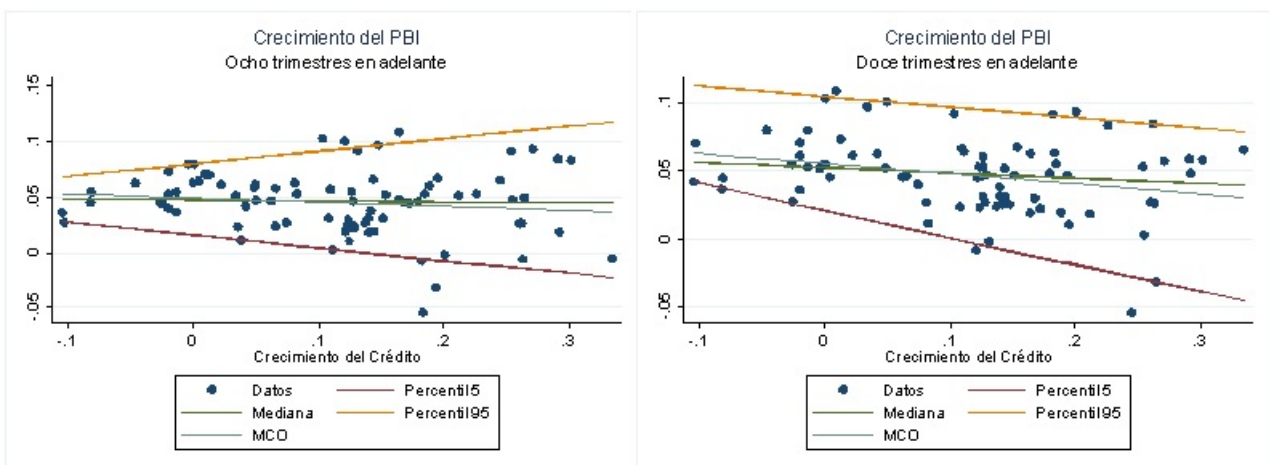 Crecimiento del PBI
Ocho trimestres en adelante
.15
.1
.05
0
-.05
-.1
0
.1
.2
.3
Crecimiento del Crédito
Datos
Percentil5
Mediana
Percentil95
MCO
Crecimiento del PBI
Doce trimestres en adelante
.1
.05
0
-.05
-.1
0
.1
.2
.3
Crecimiento del Crédito
Datos
Percentil5
Mediana
Percentil95
MCO